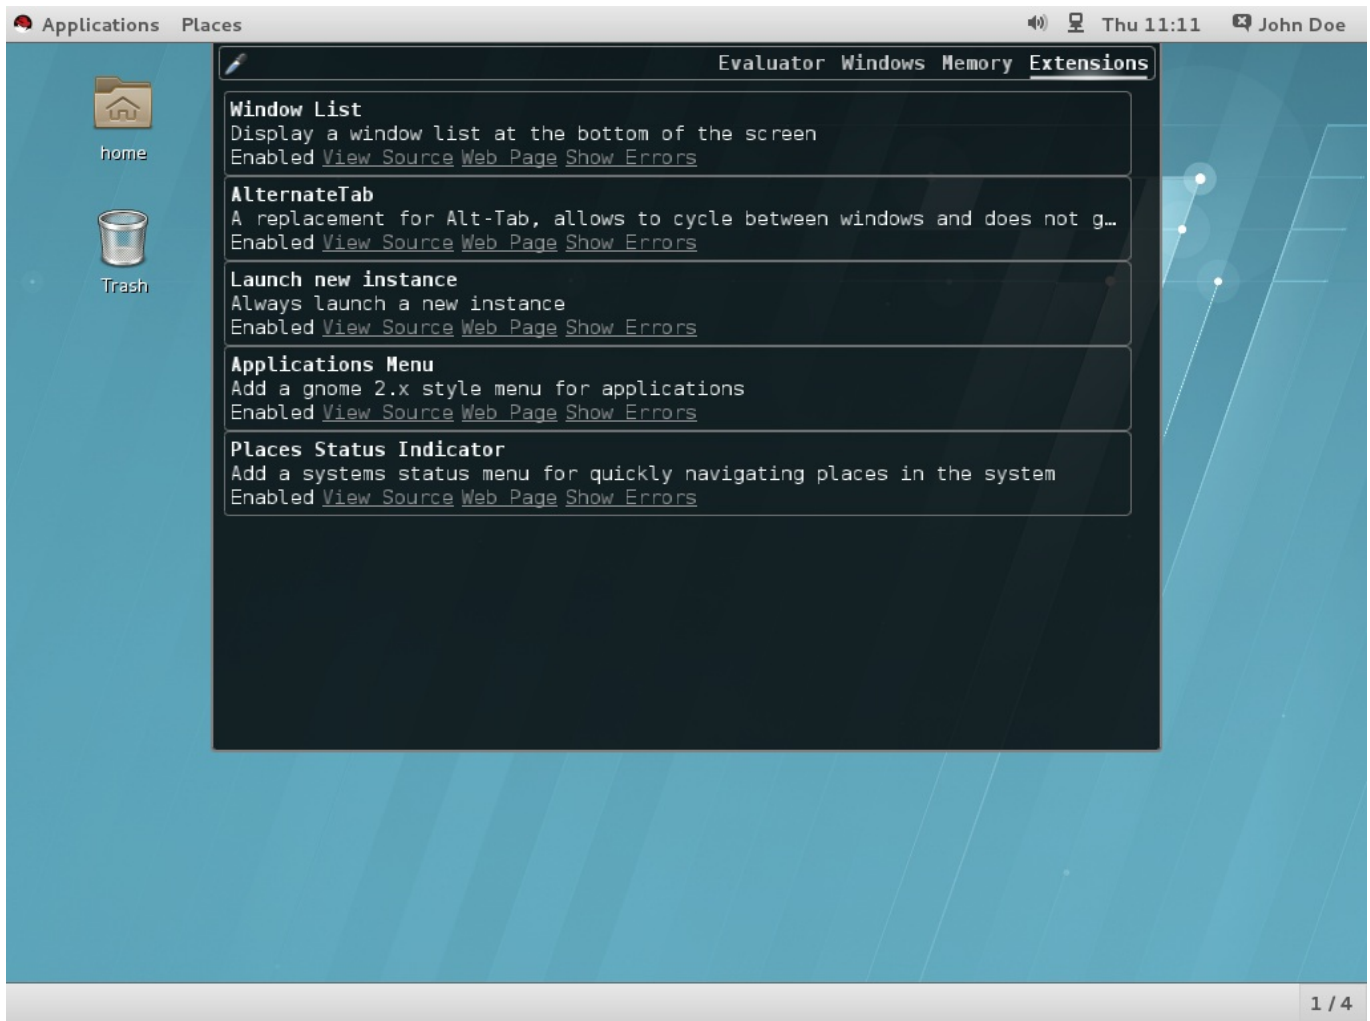 Applications Places Thu 11:11 John Doe
Evaluator Windows Memory Extensions
home
Trash
Window List
Display a window list at the bottom of the screen
Enabled View Source Web Page Show Errors
AlternateTab
A replacement for Alt-Tab, allows to cycle between windows and does not g…
Enabled View Source Web Page Show Errors
Launch new instance
Always launch a new instance
Enabled View Source Web Page Show Errors
Applications Menu
Add a gnome 2.x style menu for applications
Enabled View Source Web Page Show Errors
Places Status Indicator
Add a systems status menu for quickly navigating places in the system
Enabled View Source Web Page Show Errors
1 / 4